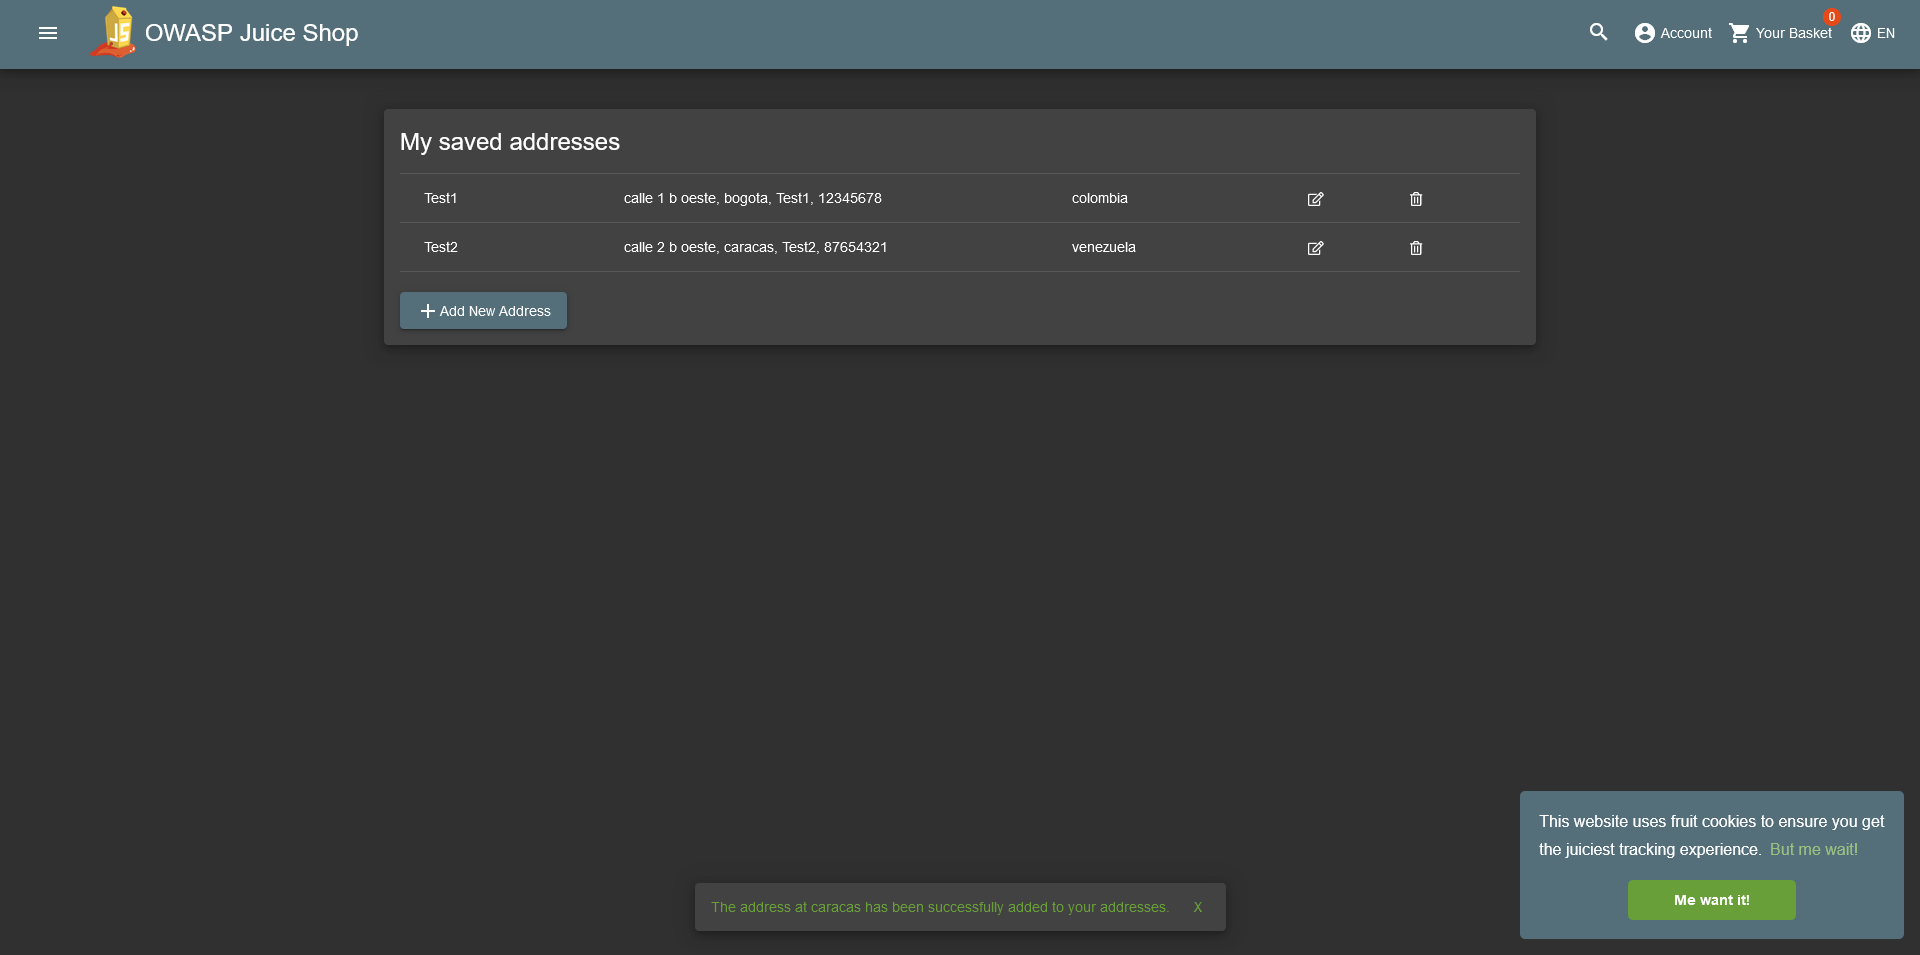 JS OWASP Juice Shop Account Your Basket 0 EN
My saved addresses
Test1 calle 1 b oeste, bogota, Test1, 12345678 colombia
Test2 calle 2 b oeste, caracas, Test2, 87654321 venezuela
Add New Address
This website uses fruit cookies to ensure you get
the juiciest tracking experience. But me wait!
Me want it!
The address at caracas has been successfully added to your addresses. X